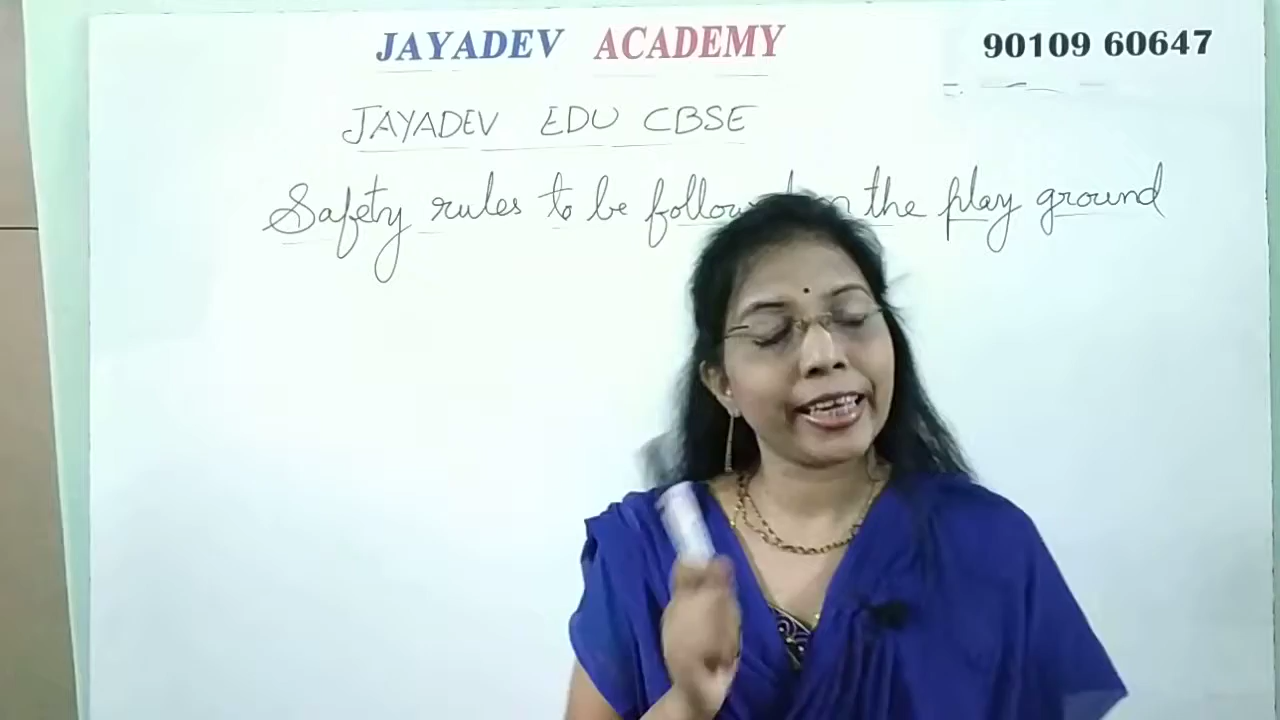 JAYADEV ACADEMY 90109 60647
JAYADEV EDU CBSE
Safety rules to be the play ground